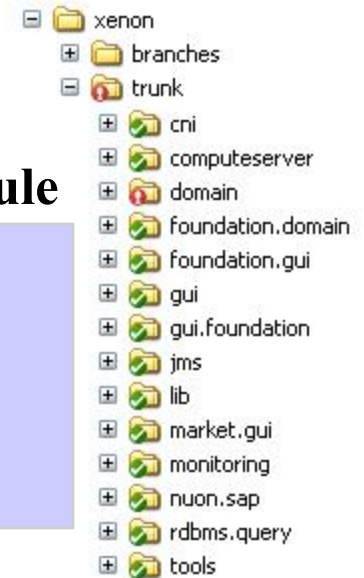 xenon
branches
trunk
cni
computeserver
ule
domain
foundation.domain
foundation.gui
gui
gui.foundation
jms
lib
market.gui
monitoring
nuon.sap
rdbms.query
tools